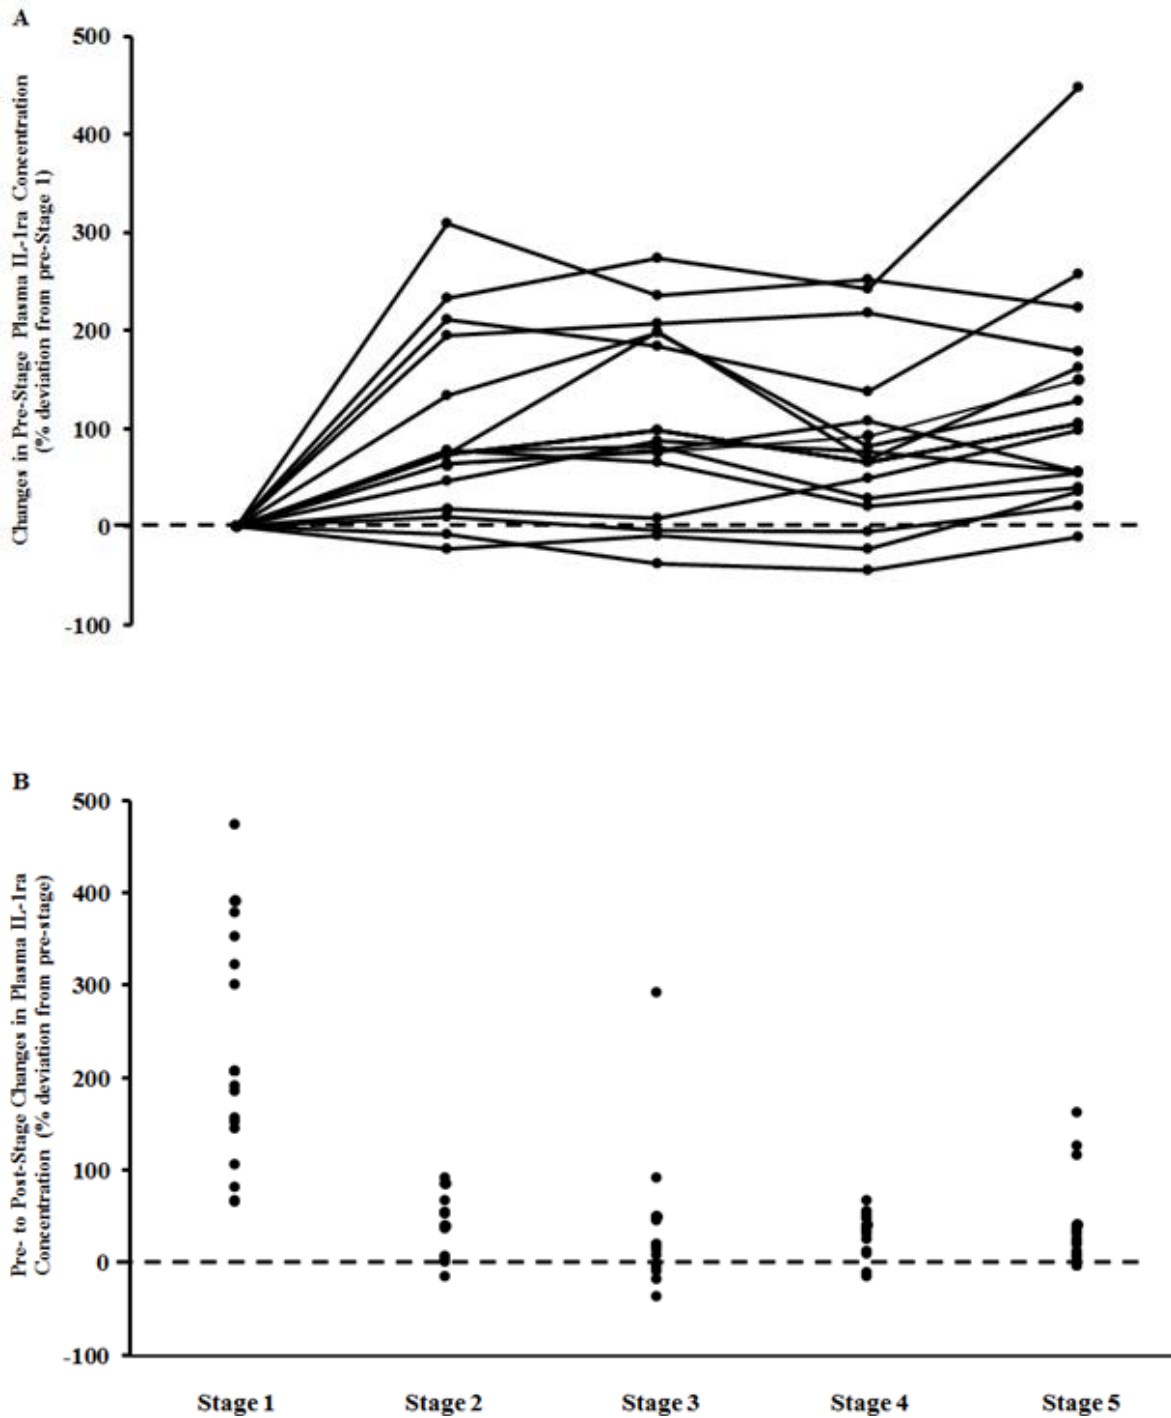 A
Changes in Pre-Stage Plasma IL-1ra Concentration
(% deviation from pre-Stage 1)
500
400
300
200
100
0
-100
B
Pre- to Post-Stage Changes in Plasma IL-1ra
Concentration (% deviation from pre-stage)
500
400
300
200
100
0
-100
Stage 1
Stage 2
Stage 3
Stage 4
Stage 5